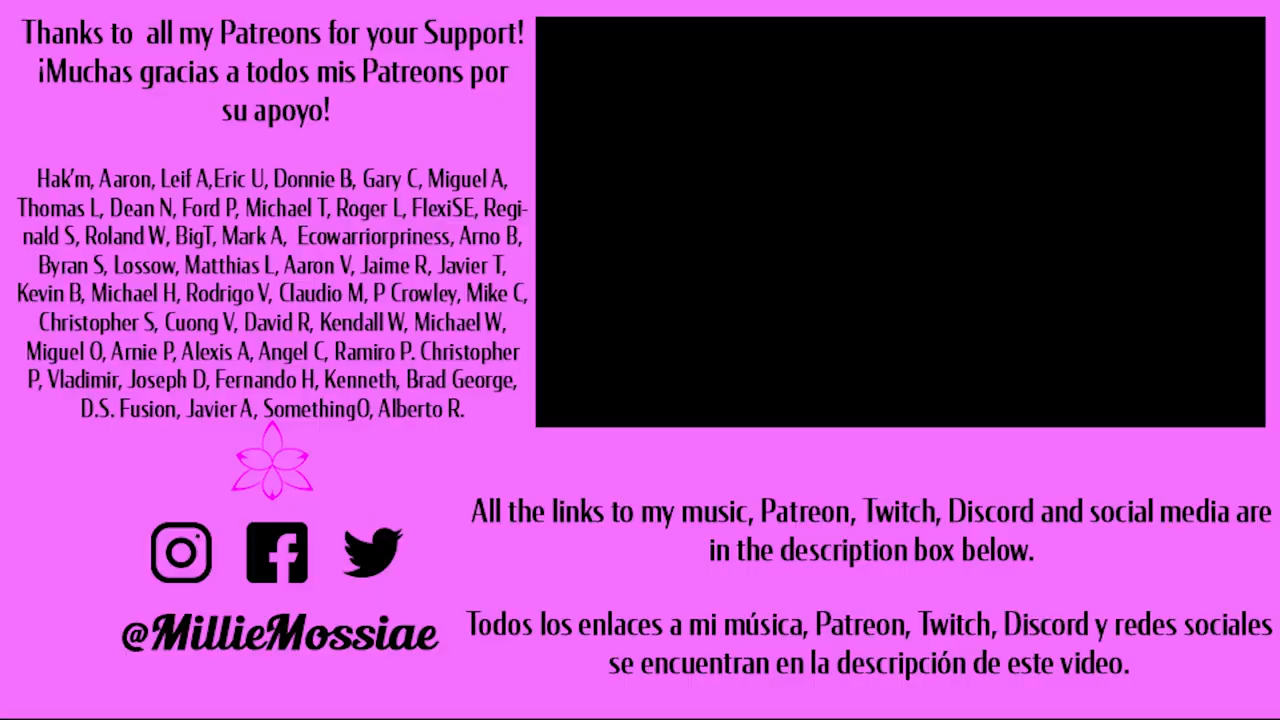 Thanks to all my Patreons for your Support!
¡Muchas gracias a todos mis Patreons por
su apoyo!
Hak'm, Aaron, Leif A,Eric U, Donnie B, Gary C, Miguel A,
Thomas L, Dean N, Ford P, Michael T, Roger L, FlexiSE, Regi-
nald S, Roland W, BigT, Mark A, Ecowarriorpriness, Arno B,
Byran S, Lossow, Matthias L, Aaron V, Jaime R, Javier T,
Kevin B, Michael H, Rodrigo V, Claudio M, P Crowley, Mike C,
Christopher S, Cuong V, David R, Kendall W, Michael W,
Miguel O, Arnie P, Alexis A, Angel C, Ramiro P. Christopher
P, Vladimir, Joseph D, Fernando H, Kenneth, Brad George,
D.S. Fusion, Javier A, SomethingO, Alberto R.
@MillieMossiae
All the links to my music, Patreon, Twitch, Discord and social media are
in the description box below.
Todos los enlaces a mi música, Patreon, Twitch, Discord y redes sociales
se encuentran en la descripción de este video.